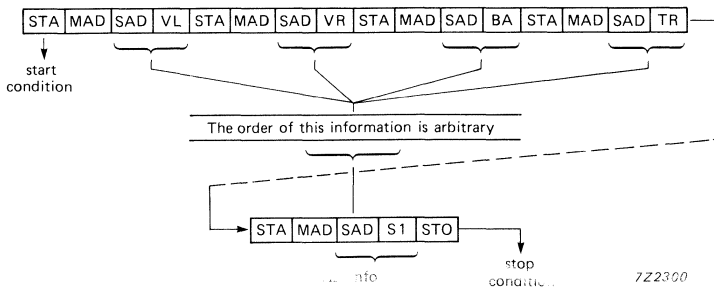 STA MAD SAD VL STA MAD SAD VR STA MAD SAD BA STA MAD SAD TR
start
condition
The order of this information is arbitrary
STA MAD SAD S1 STO
stop
7Z2300